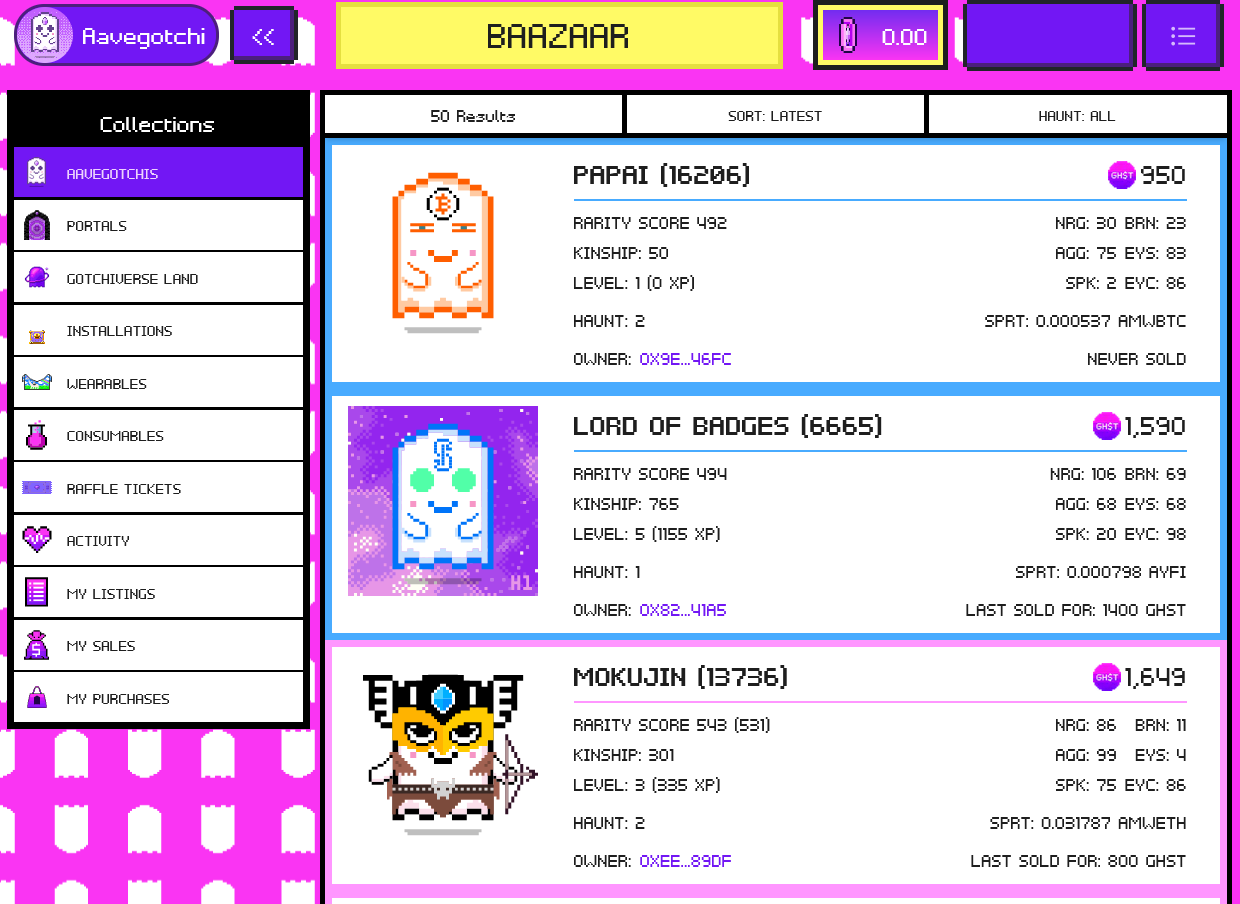 Aavegotchi
<<
BAAZAAR
0.00
Collections
AAVEGOTCHIS
PORTALS
GOTCHIVERSE LAND
INSTALLATIONS
WEARABLES
CONSUMABLES
RAFFLE TICKETS
ACTIVITY
MY LISTINGS
MY SALES
MY PURCHASES
50 Results
SORT: LATEST
HAUNT: ALL
PAPAI (16206)
GHST 950
RARITY SCORE 492
NRG: 30 BRN: 23
KINSHIP: 50
AGG: 75 EYS: 83
LEVEL: 1 (0 XP)
SPK: 2 EYC: 86
HAUNT: 2
SPRT: 0.000537 AMWBTC
OWNER: 0X9E...46FC
NEVER SOLD
H1
LORD OF BADGES (6665)
GHST 1,590
RARITY SCORE 494
NRG: 106 BRN: 69
KINSHIP: 765
AGG: 68 EYS: 68
LEVEL: 5 (1155 XP)
SPK: 20 EYC: 98
HAUNT: 1
SPRT: 0.000798 AYFI
OWNER: 0X82...41A5
LAST SOLD FOR: 1400 GHST
MOKUJIN (13736)
GHST 1,649
RARITY SCORE 543 (531)
NRG: 86 BRN: 11
KINSHIP: 301
AGG: 99 EYS: 4
LEVEL: 3 (335 XP)
SPK: 75 EYC: 86
HAUNT: 2
SPRT: 0.031787 AMWETH
OWNER: 0XEE...89DF
LAST SOLD FOR: 800 GHST